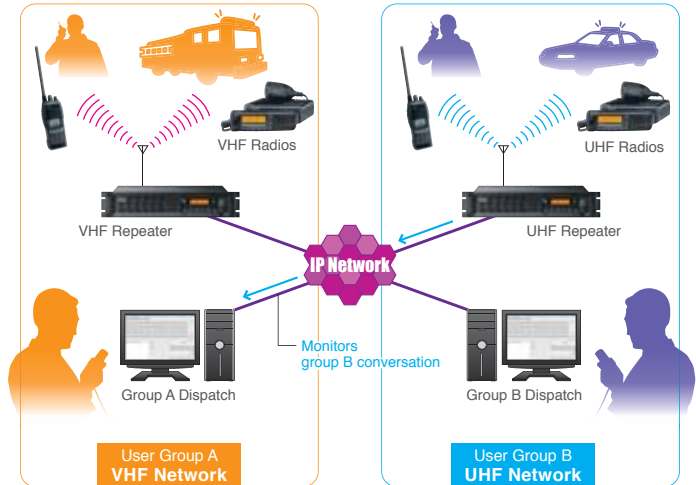 VHF Radios
UHF Radios
VHF Repeater
UHF Repeater
IP Network
Monitors
group B conversation
Group A Dispatch
Group B Dispatch
User Group A
VHF Network
User Group B
UHF Network